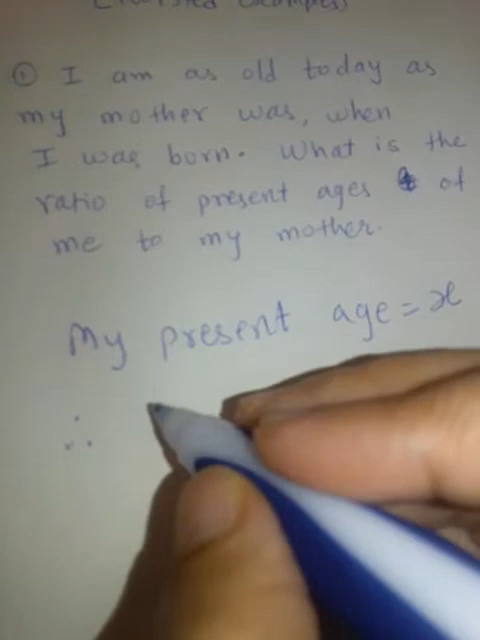 ① I am as old today as
my mother was, when
I was born. What is the
ratio of present ages of
me to my mother.
My present age = x
∴